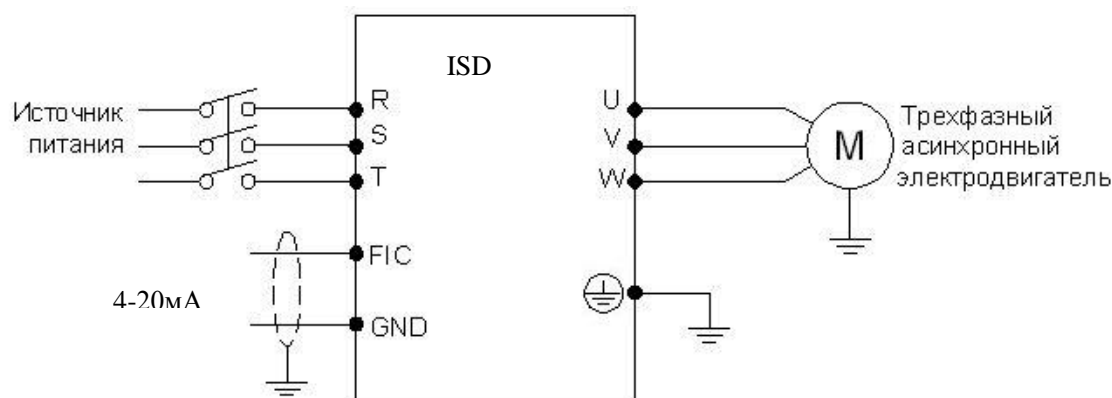 ISD
Источник
питания
R
S
T
FIC
4-20мА
GND
U
V
W
M
Трехфазный
асинхронный
электродвигатель